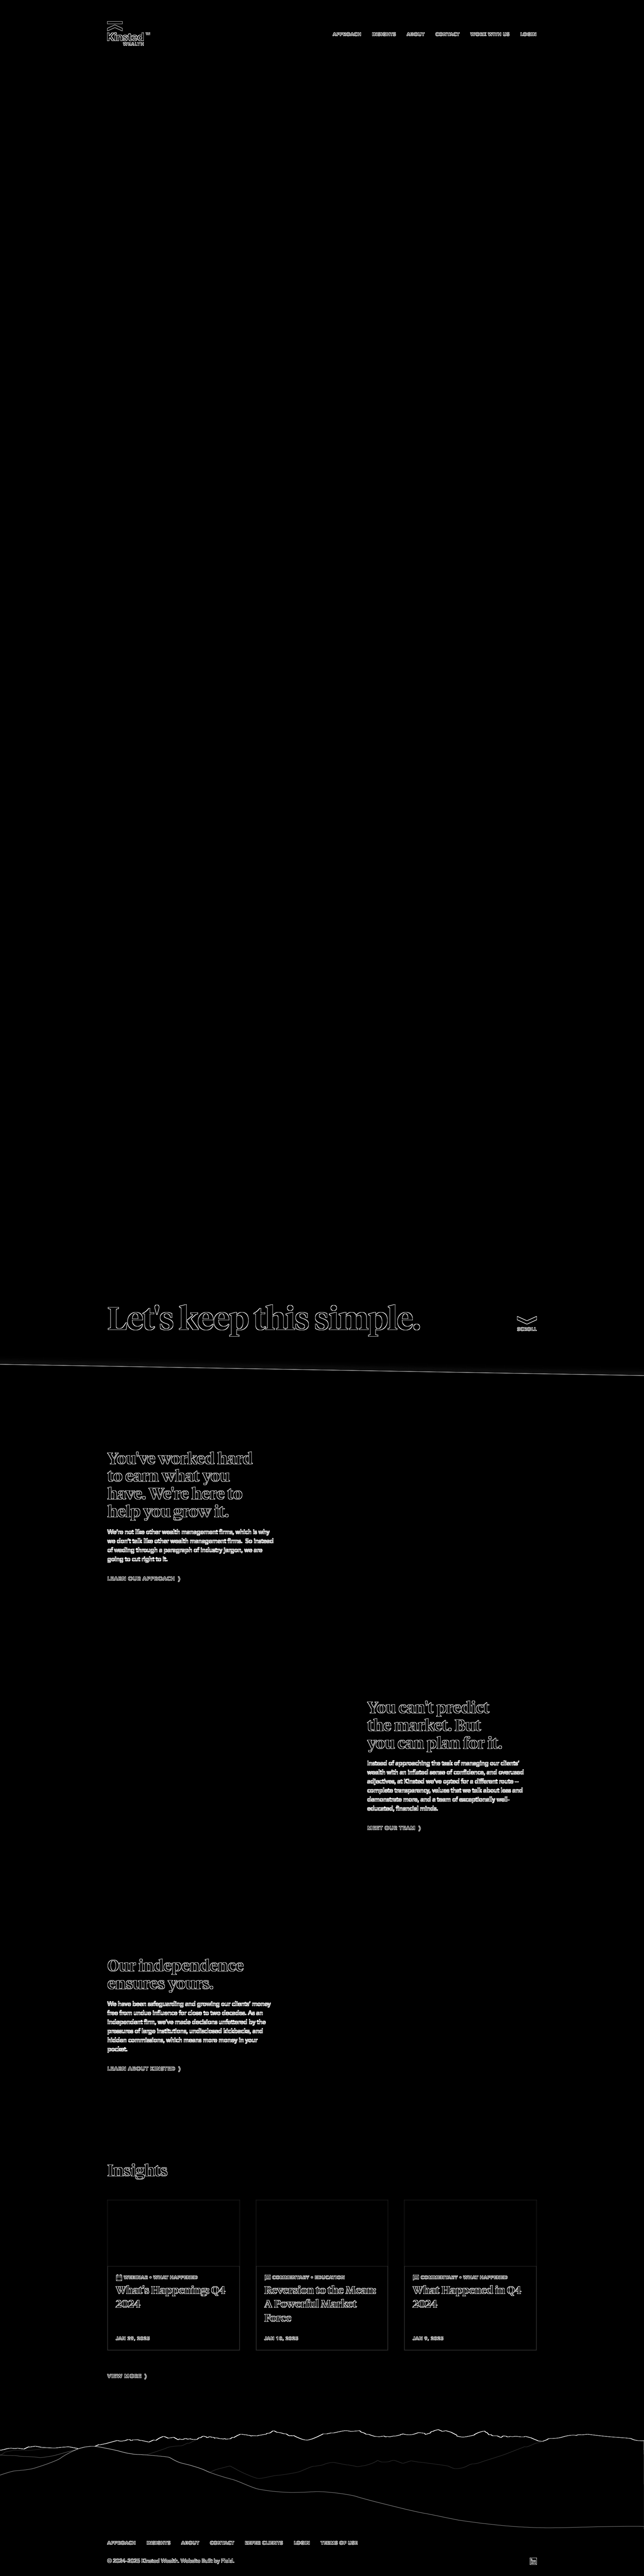 Kinsted TM
WEALTH
APPROACH INSIGHTS ABOUT CONTACT WORK WITH US LOGIN
Let's keep this simple.
SCROLL
You've worked hard
to earn what you
have. We're here to
help you grow it.
We're not like other wealth management firms, which is why
we don't talk like other wealth management firms. So instead
of wading through a paragraph of industry jargon, we are
going to cut right to it.
LEARN OUR APPROACH ❯
You can't predict
the market. But
you can plan for it.
Instead of approaching the task of managing our clients'
wealth with an inflated sense of confidence, and overused
adjectives, at Kinsted we've opted for a different route –
complete transparency, values that we talk about less and
demonstrate more, and a team of exceptionally well-
educated, financial minds.
MEET OUR TEAM ❯
Our independence
ensures yours.
We have been safeguarding and growing our clients' money
free from undue influence for close to two decades. As an
independent firm, we've made decisions unfettered by the
pressures of large institutions, undisclosed kickbacks, and
hidden commissions, which means more money in your
pocket.
LEARN ABOUT KINSTED ❯
Insights
WEBINAR • WHAT HAPPENED
What's Happenings Q4
2024
JAN 29, 2025
COMMENTARY • EDUCATION
Reversion to the Mean:
A Powerful Market
Force
JAN 15, 2025
COMMENTARY • WHAT HAPPENED
What Happened in Q4
2024
JAN 9, 2025
VIEW MORE ❯
APPROACH INSIGHTS ABOUT CONTACT REFER CLIENTS LOGIN TERMS OF USE
© 2024-2025 Kinsted Wealth. Website Built by Field.